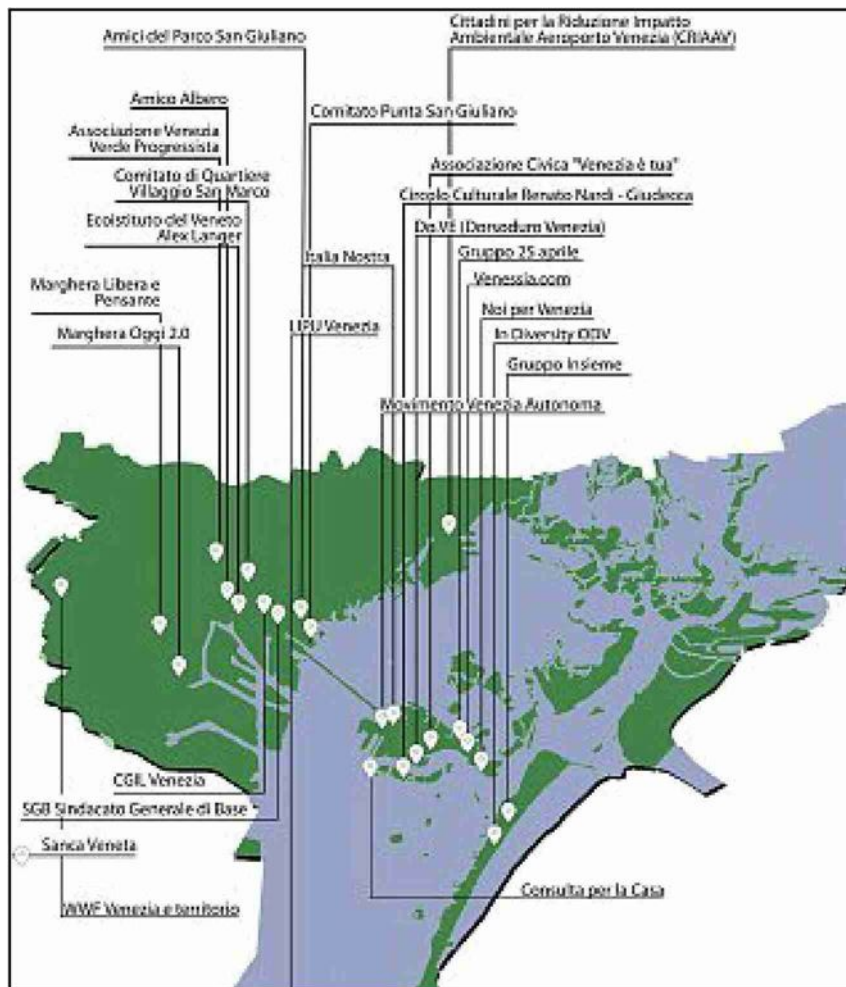 Cittadini per la Riduzione Impatto
Ambientale Aeroporto Venezia (CRIAAV)
Amici del Parco San Giuliano
Amico Albero
Comitato Punta San Giuliano
Associazione Venezia
Verde Progressista
Associazione Civica "Venezia è tua"
Comitato di Quartiere
Villaggio San Marco
Circolo Culturale Renato Nardi - Giudecca
Ecoistituto del Veneto
Alex Langer
Do.VE (Dorsoduro Venezia)
Italia Nostra
Gruppo 25 aprile
Venessia.com
Marghera Libera e
Pensante
Noi per Venezia
LIPU Venezia
Marghera Oggi 2.0
In Diversity ODV
Gruppo Insieme
Movimento Venezia Autonoma
CGIL Venezia
SGB Sindacato Generale di Base
Sanca Veneta
Consulta per la Casa
WWF Venezia e territorio